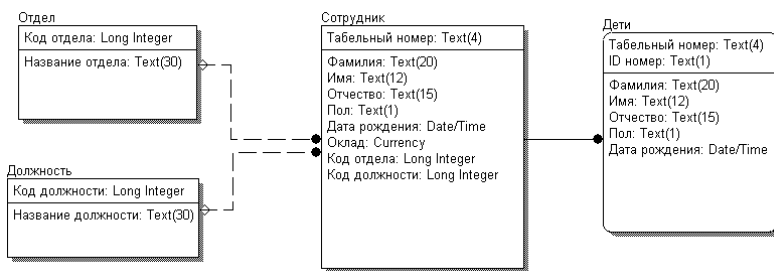 Отдел
Код отдела: Long Integer
Название отдела: Text(30)
Должность
Код должности: Long Integer
Название должности: Text(30)
Сотрудник
Табельный номер: Text(4)
Фамилия: Text(20)
Имя: Text(12)
Отчество: Text(15)
Пол: Text(1)
Дата рождения: Date/Time
Оклад: Currency
Код отдела: Long Integer
Код должности: Long Integer
Дети
Табельный номер: Text(4)
ID номер: Text(1)
Фамилия: Text(20)
Имя: Text(12)
Отчество: Text(15)
Пол: Text(1)
Дата рождения: Date/Time